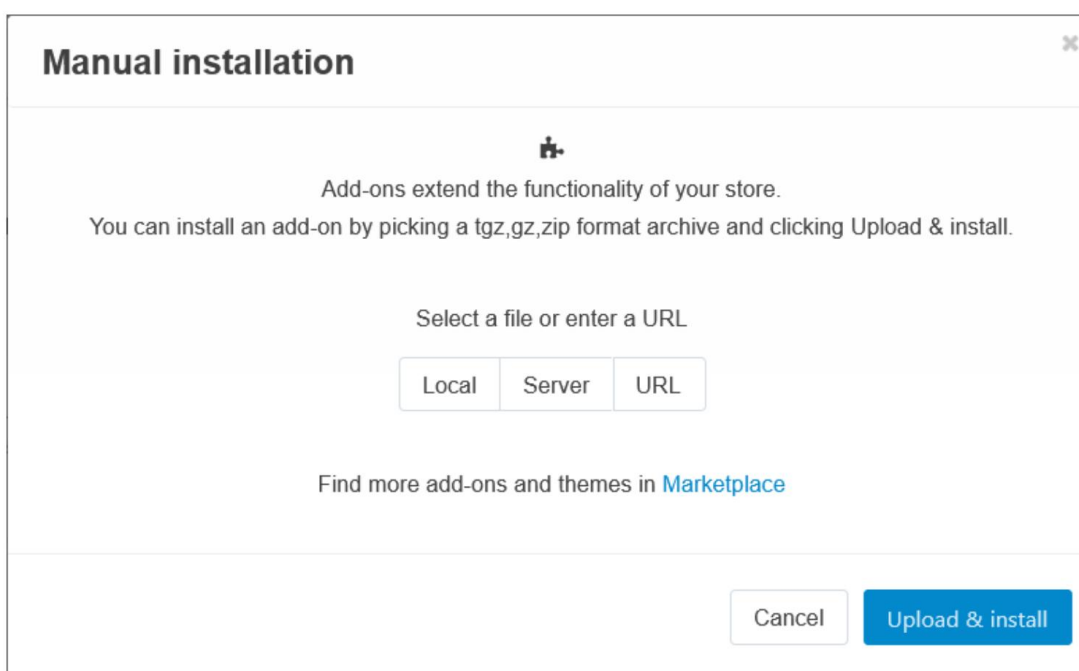 Manual installation
Add-ons extend the functionality of your store.
You can install an add-on by picking a tgz,gz,zip format archive and clicking Upload & install.
Select a file or enter a URL
Local Server URL
Find more add-ons and themes in Marketplace
Cancel Upload & install